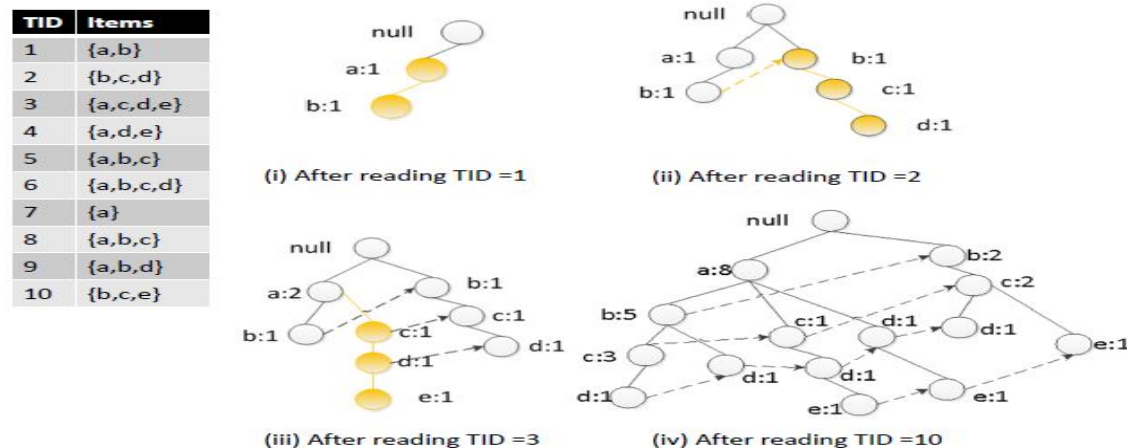 TID Items
1 {a,b}
2 {b,c,d}
3 {a,c,d,e}
4 {a,d,e}
5 {a,b,c}
6 {a,b,c,d}
7 {a}
8 {a,b,c}
9 {a,b,d}
10 {b,c,e}
null
a:1
b:1
(i) After reading TID =1
null
a:1
b:1
b:1
c:1
d:1
(ii) After reading TID =2
null
a:2
b:1
b:1
c:1
c:1
d:1
d:1
e:1
(iii) After reading TID =3
null
b:2
a:8
c:2
b:5
c:1
d:1
d:1
e:1
c:3
d:1
d:1
d:1
e:1
e:1
(iv) After reading TID =10